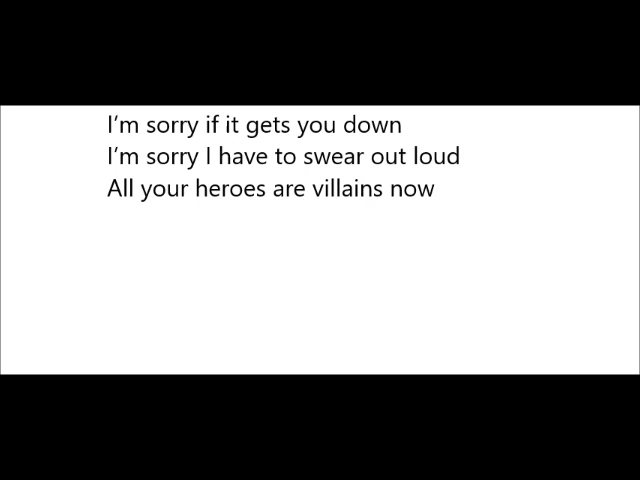 I'm sorry if it gets you down
I'm sorry I have to swear out loud
All your heroes are villains now